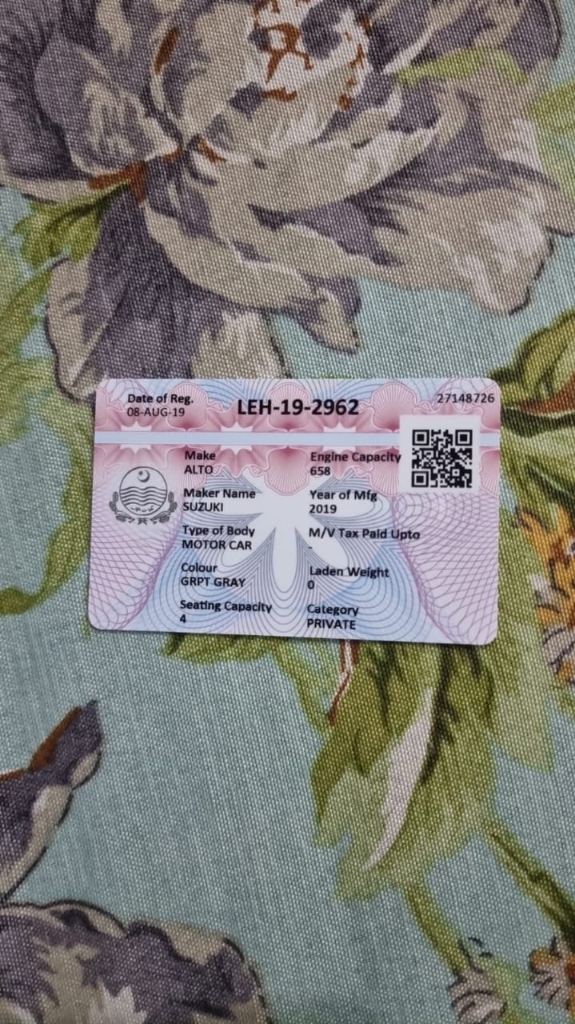 Date of Reg. LEH-19-2962 27148726
08-AUG-19
Make Engine Capacity
ALTO 658
Maker Name Year of Mfg
SUZUKI 2019
Type of Body M/V Tax Paid Upto
MOTOR CAR -
Colour Laden Weight
GRPT GRAY 0
Seating Capacity Category
4 PRIVATE